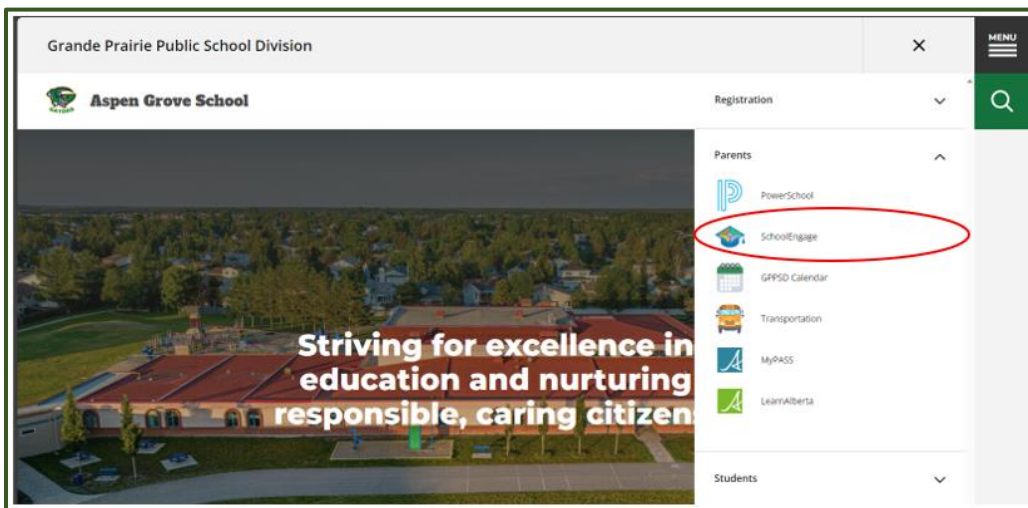 Grande Prairie Public School Division
MENU
Aspen Grove School
Registration
Parents
PowerSchool
SchoolEngage
GPPSD Calendar
Transportation
MyPASS
LearnAlberta
Striving for excellence in
education and nurturing
responsible, caring citizens
Students